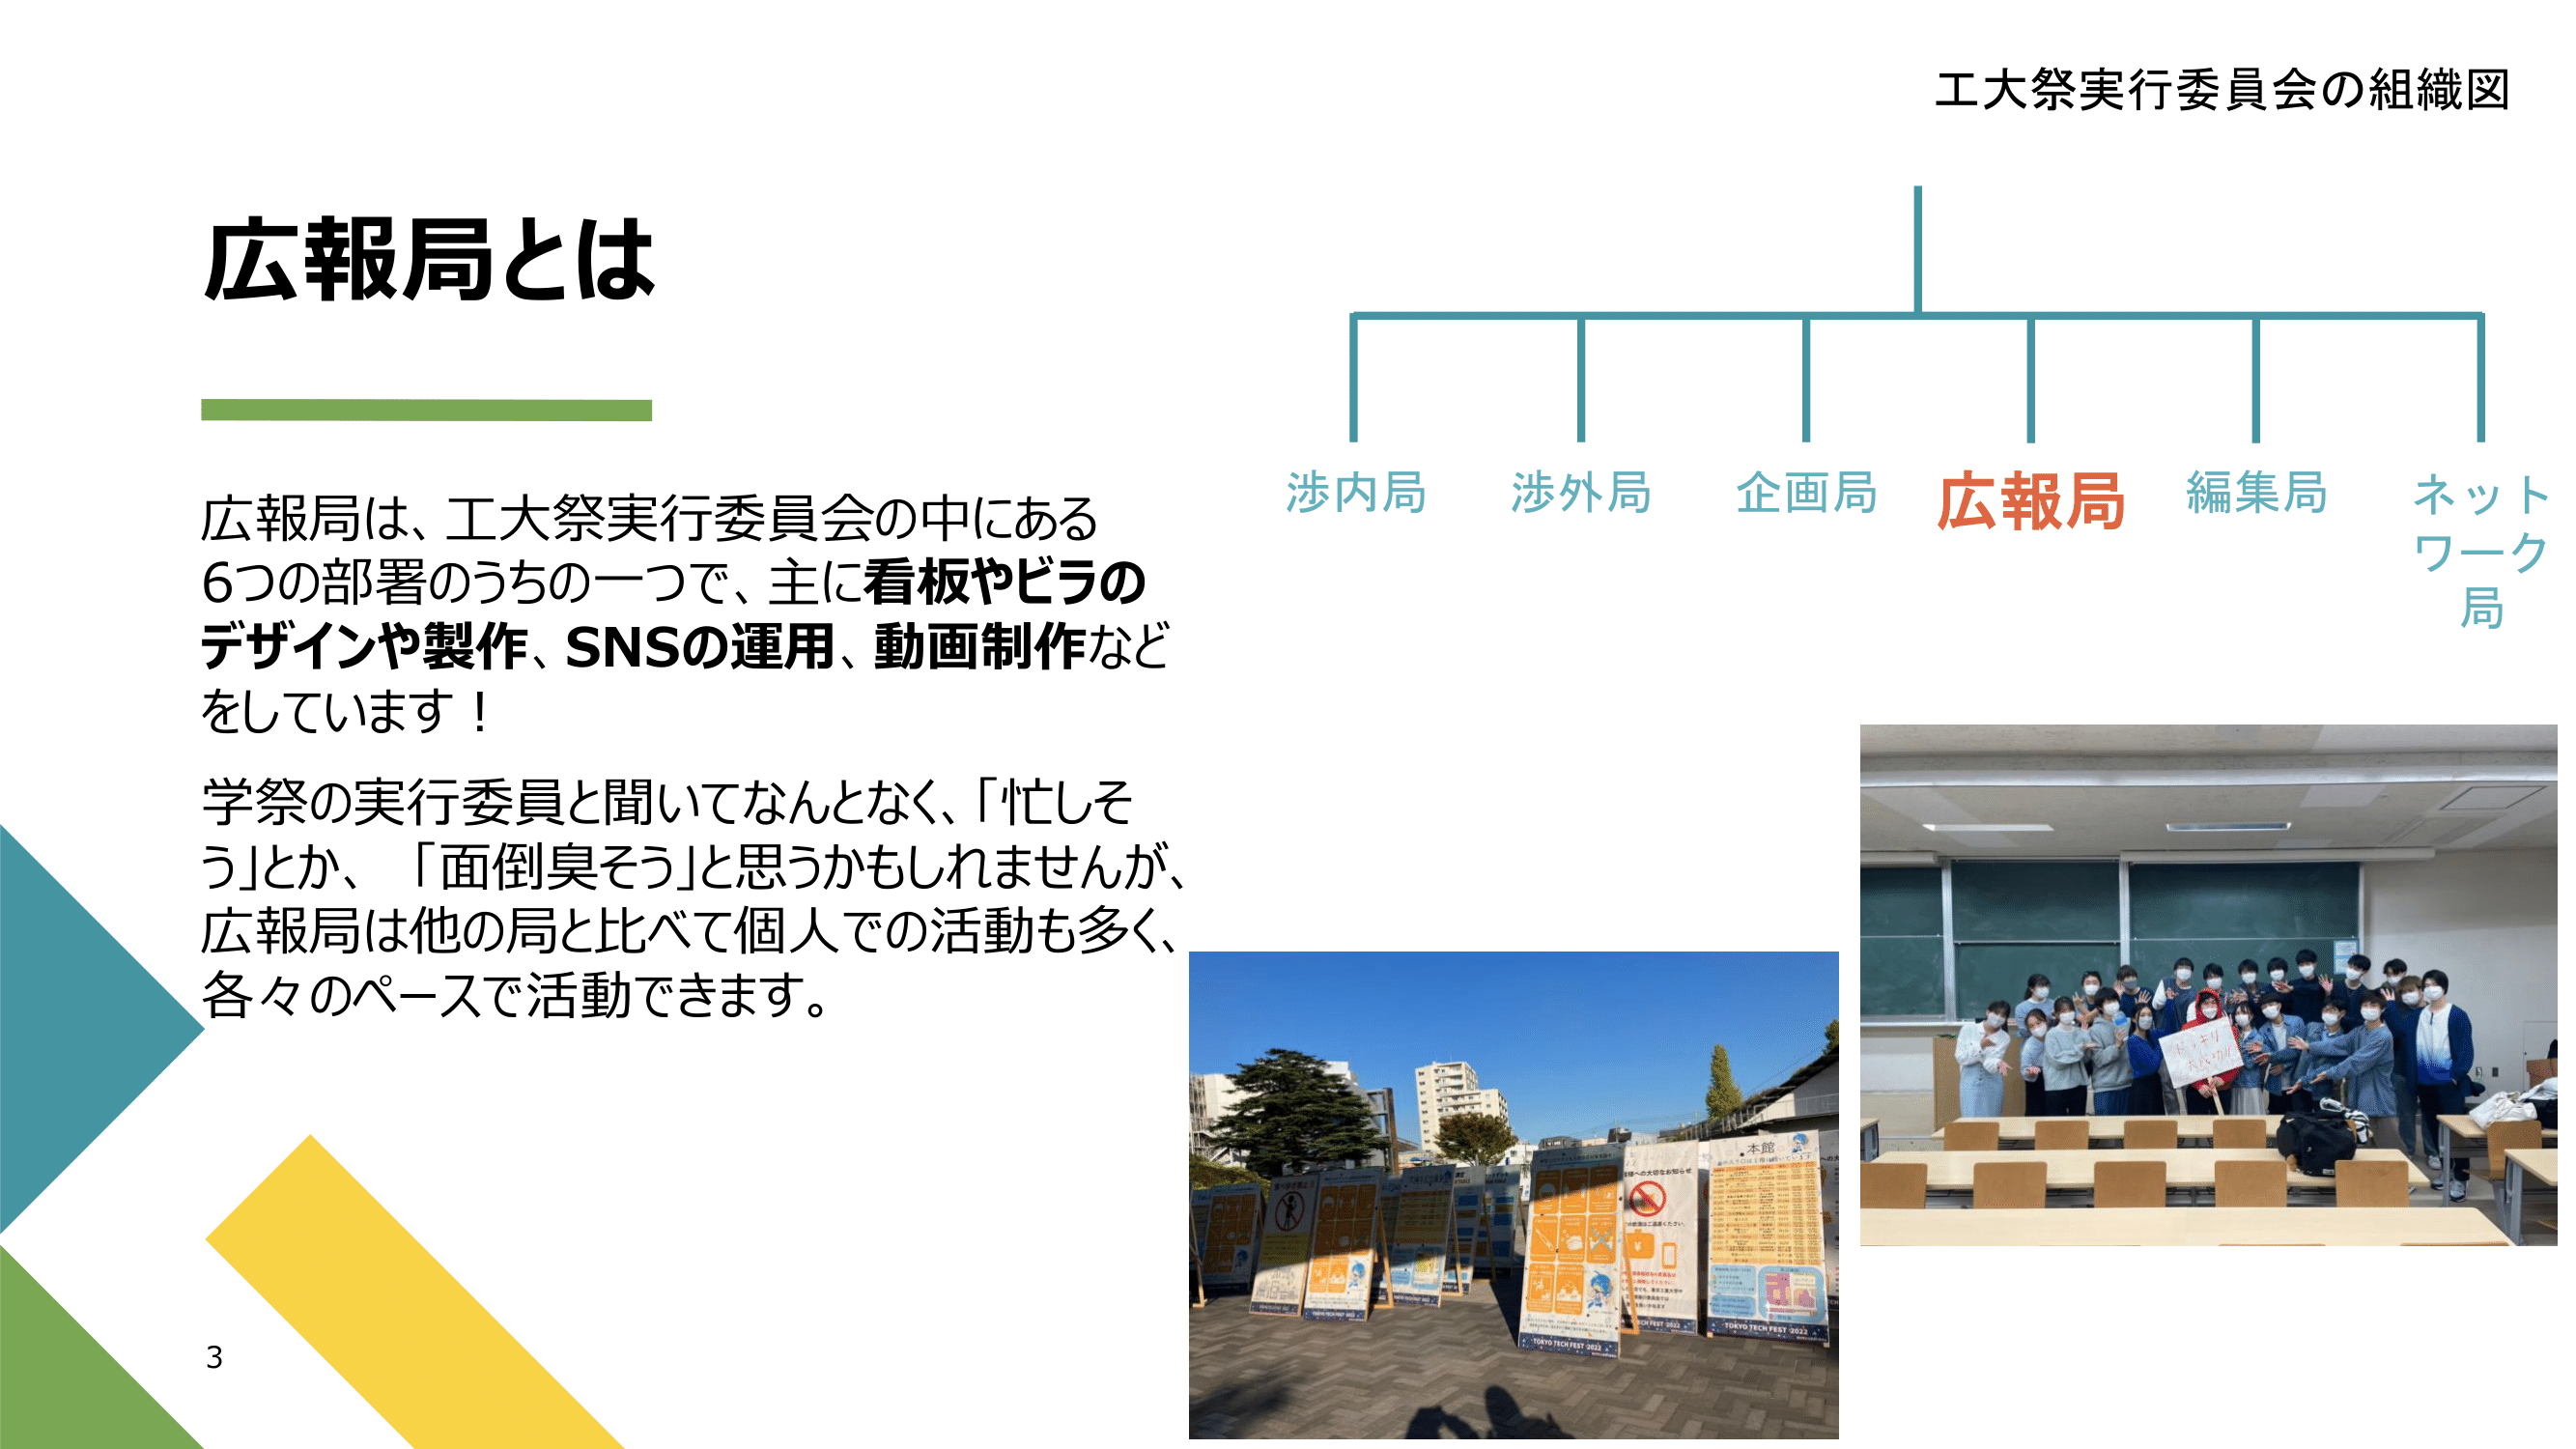 工大祭実行委員会の組織図
広報局とは
渉内局
渉外局
企画局
広報局
編集局
ネット
ワーク
局
広報局は、工大祭実行委員会の中にある
6つの部署のうちの一つで、主に看板やビラの
デザインや製作、SNSの運用、動画制作など
をしています！
学祭の実行委員と聞いてなんとなく、「忙しそ
う」とか、 「面倒臭そう」と思うかもしれませんが、
広報局は他の局と比べて個人での活動も多く、
各々のペースで活動できます。
本館
TOKYO TECH FEST 2022
TOKYO TECH FEST 2022
3